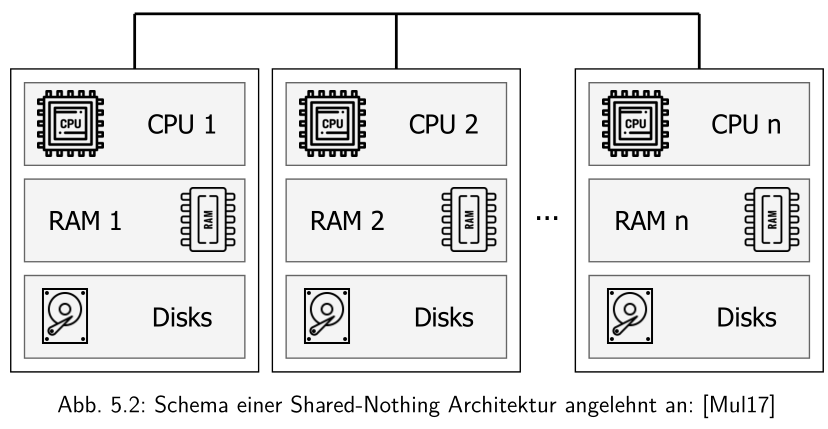 CPU CPU 1
CPU CPU 2
CPU CPU n
RAM 1 RAM
RAM 2 RAM
...
RAM n RAM
Disks
Disks
Disks
Abb. 5.2: Schema einer Shared-Nothing Architektur angelehnt an: [Mul17]